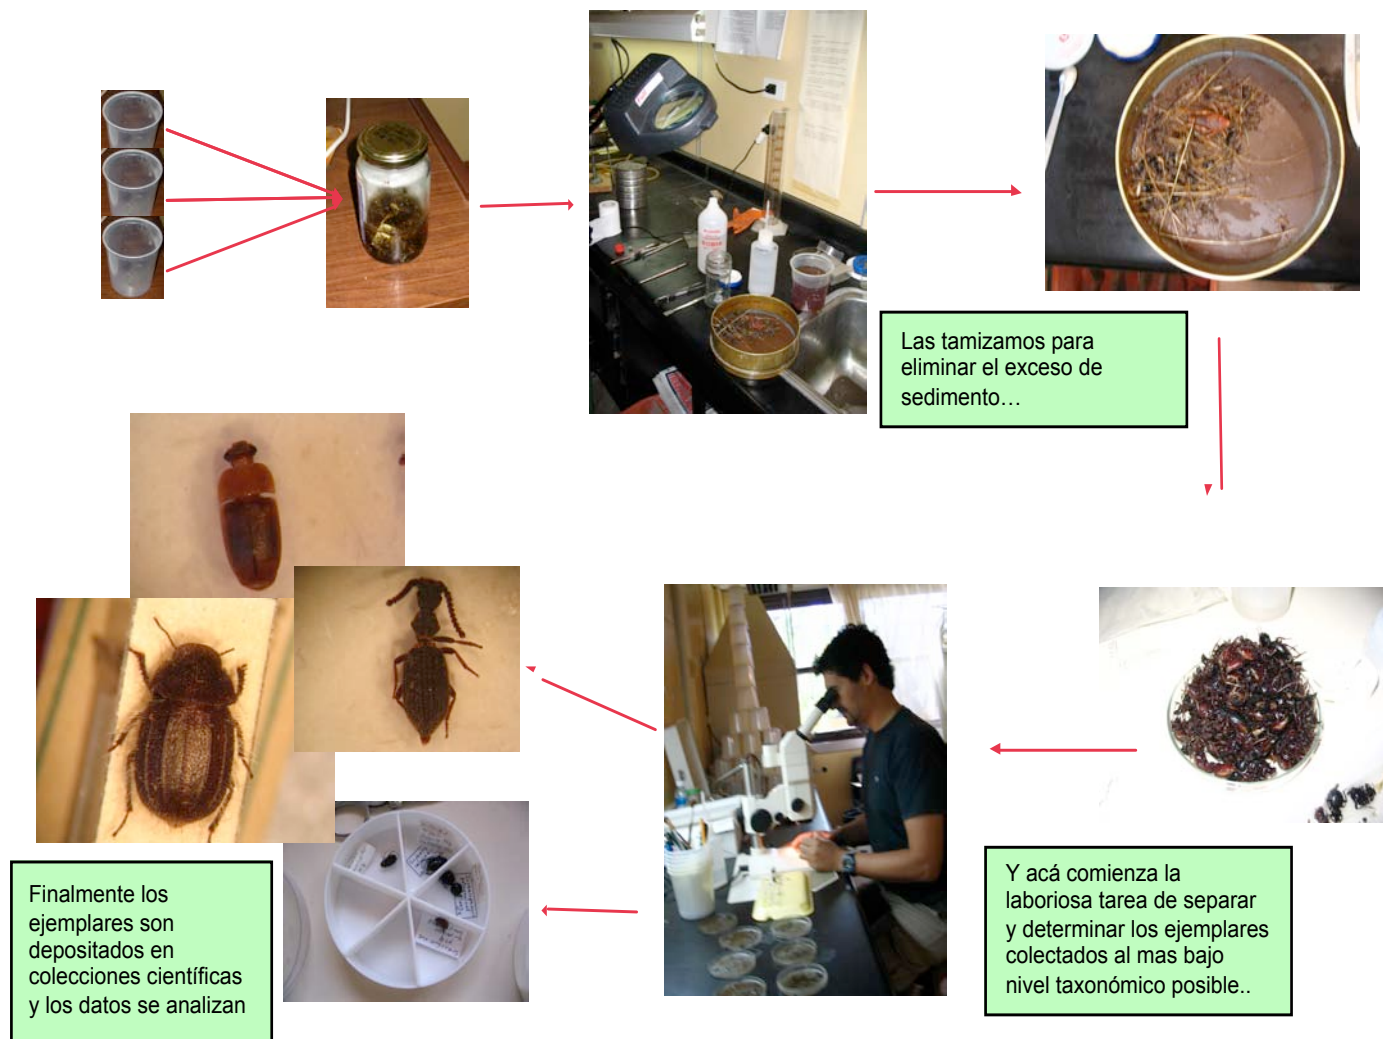 Las tamizamos para
eliminar el exceso de
sedimento…
Y acá comienza la
laboriosa tarea de separar
y determinar los ejemplares
colectados al mas bajo
nivel taxonómico posible..
Finalmente los
ejemplares son
depositados en
colecciones científicas
y los datos se analizan